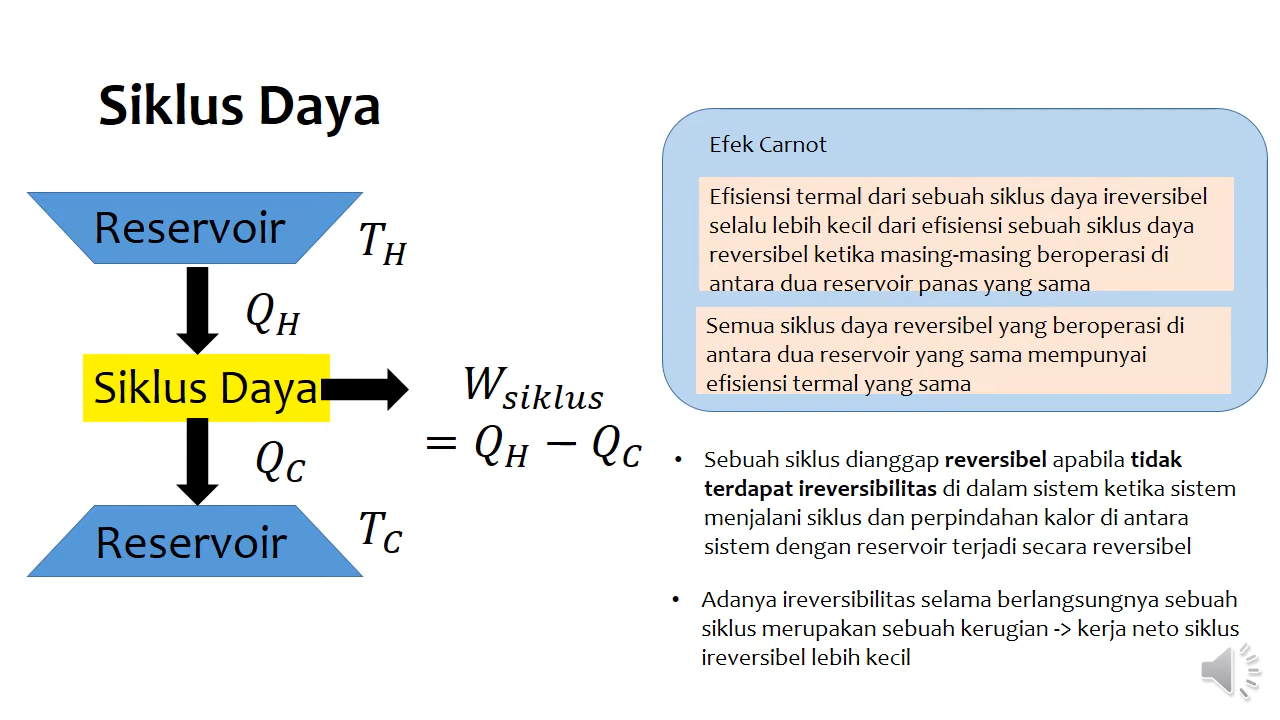 Siklus Daya
Reservoir
T_H
Q_H
Siklus Daya
W_siklus
= Q_H − Q_C
Q_C
Reservoir
T_C
Efek Carnot
Efisiensi termal dari sebuah siklus daya ireversibel
selalu lebih kecil dari efisiensi sebuah siklus daya
reversibel ketika masing-masing beroperasi di
antara dua reservoir panas yang sama
Semua siklus daya reversibel yang beroperasi di
antara dua reservoir yang sama mempunyai
efisiensi termal yang sama
• Sebuah siklus dianggap reversibel apabila tidak
terdapat ireversibilitas di dalam sistem ketika sistem
menjalani siklus dan perpindahan kalor di antara
sistem dengan reservoir terjadi secara reversibel
• Adanya ireversibilitas selama berlangsungnya sebuah
siklus merupakan sebuah kerugian -> kerja neto siklus
ireversibel lebih kecil